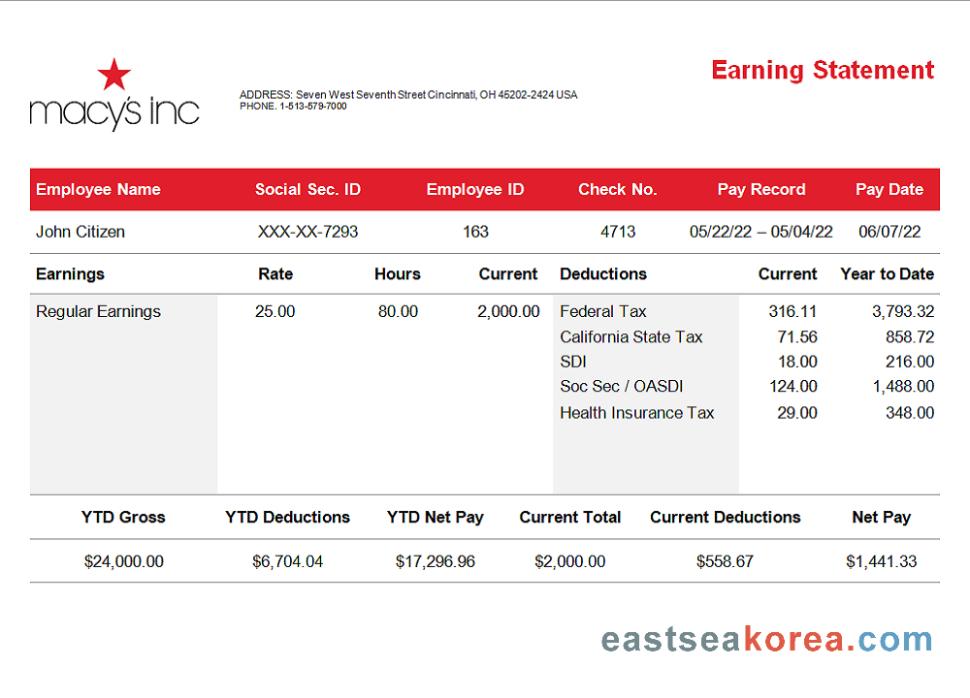 Earning Statement
macy's inc
ADDRESS: Seven West Seventh Street Cincinnati, OH 45202-2424 USA
PHONE. 1-513-579-7000
Employee Name Social Sec. ID Employee ID Check No. Pay Record Pay Date
John Citizen XXX-XX-7293 163 4713 05/22/22 – 05/04/22 06/07/22
Earnings Rate Hours Current Deductions Current Year to Date
Regular Earnings 25.00 80.00 2,000.00 Federal Tax 316.11 3,793.32
California State Tax 71.56 858.72
SDI 18.00 216.00
Soc Sec / OASDI 124.00 1,488.00
Health Insurance Tax 29.00 348.00
YTD Gross YTD Deductions YTD Net Pay Current Total Current Deductions Net Pay
$24,000.00 $6,704.04 $17,296.96 $2,000.00 $558.67 $1,441.33
eastseakorea.com